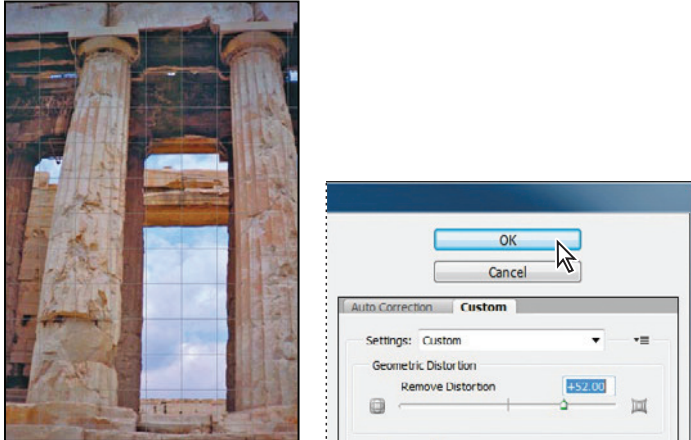 OK
Cancel
Auto Correction Custom
Settings: Custom
Geometric Distortion
Remove Distortion +52.00